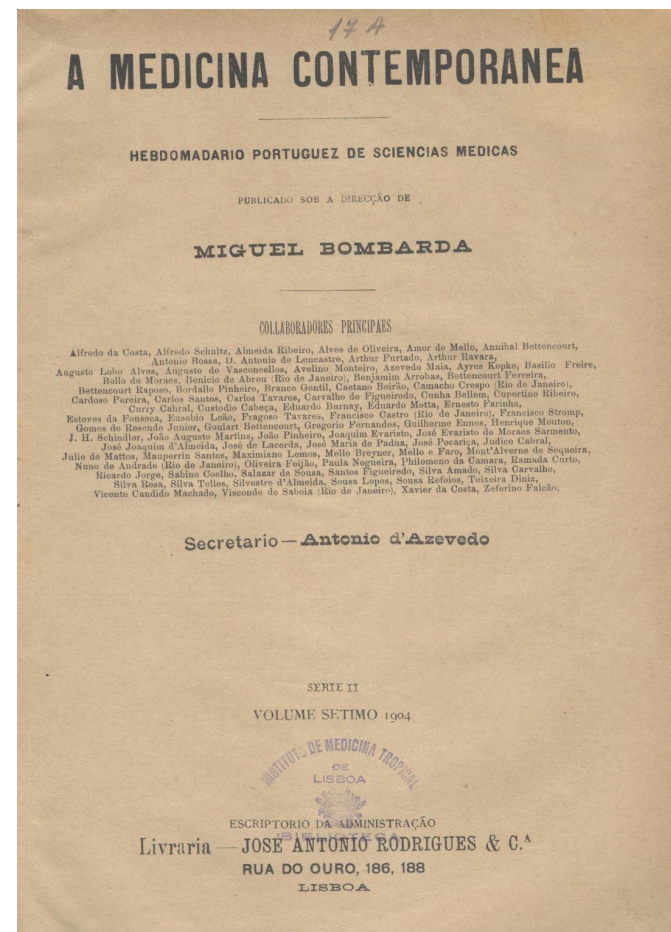 17 A
A MEDICINA CONTEMPORANEA
HEBDOMADARIO PORTUGUEZ DE SCIENCIAS MEDICAS
PUBLICADO SOB A DIRECÇÃO DE
MIGUEL BOMBARDA
COLLABORADORES PRINCIPAES
Alfredo da Costa, Alfredo Schultz, Almeida Ribeiro, Alves de Oliveira, Amor de Mello, Annibal Bettencourt,
Antonio Bossa, D. Antonio de Lencastre, Arthur Furtado, Arthur Ravara,
Augusto Lobo Alves, Augusto de Vasconcellos, Avelino Monteiro, Azevedo Maia, Ayres Kopke, Basilio Freire,
Bello de Moraes, Benicio de Abreu (Rio de Janeiro), Benjamim Arrobas, Bettencourt Ferreira,
Bettencourt Raposo, Bordallo Pinheiro, Branco Gentil, Caetano Beirão, Camacho Crespo (Rio de Janeiro),
Cardoso Pereira, Carlos Santos, Carlos Tavares, Carvalho de Figueiredo, Cunha Bellem, Cupertino Ribeiro,
Curry Cabral, Custodio Cabeça, Eduardo Burnay, Eduardo Motta, Ernesto Farinha,
Esteves da Fonseca, Eusobio Leão, Fragoso Tavares, Francisco Castro (Rio de Janeiro), Francisco Stromp,
Gomes de Resende Junior, Goulart Bettencourt, Gregorio Fernandes, Guilherme Ennes, Henrique Mouton,
J. H. Schindler, João Augusto Martins, João Pinheiro, Joaquim Evaristo, José Evaristo de Moraes Sarmento,
José Joaquim d'Almeida, José de Lacerda, José Maria de Padua, José Pocariça, Judice Cabral,
Julio de Mattos, Mauperrin Santos, Maximiano Lemos, Mello Breyner, Mello e Faro, Mont'Alverne de Sequeira,
Nuno de Andrade (Rio de Janeiro), Oliveira Feijão, Paula Nogueira, Philomeno da Camara, Ramada Curto,
Ricardo Jorge, Sabino Coelho, Salazar de Sousa, Santos Figueiredo, Silva Amado, Silva Carvalho,
Silva Rosa, Silva Telles, Silvestre d'Almeida, Sousa Lopes, Sousa Refoios, Teixeira Diniz,
Vicente Candido Machado, Visconde de Saboia (Rio de Janeiro), Xavier da Costa, Zeferino Falcão.
Secretario — Antonio d'Azevedo
SERIE II
VOLUME SETIMO 1904
INSTITUTO DE MEDICINA TROPICAL
DE
LISBOA
BIBLIOTECA
ESCRIPTORIO DA ADMINISTRAÇÃO
Livraria — JOSÉ ANTONIO RODRIGUES & C.ª
RUA DO OURO, 186, 188
LISBOA